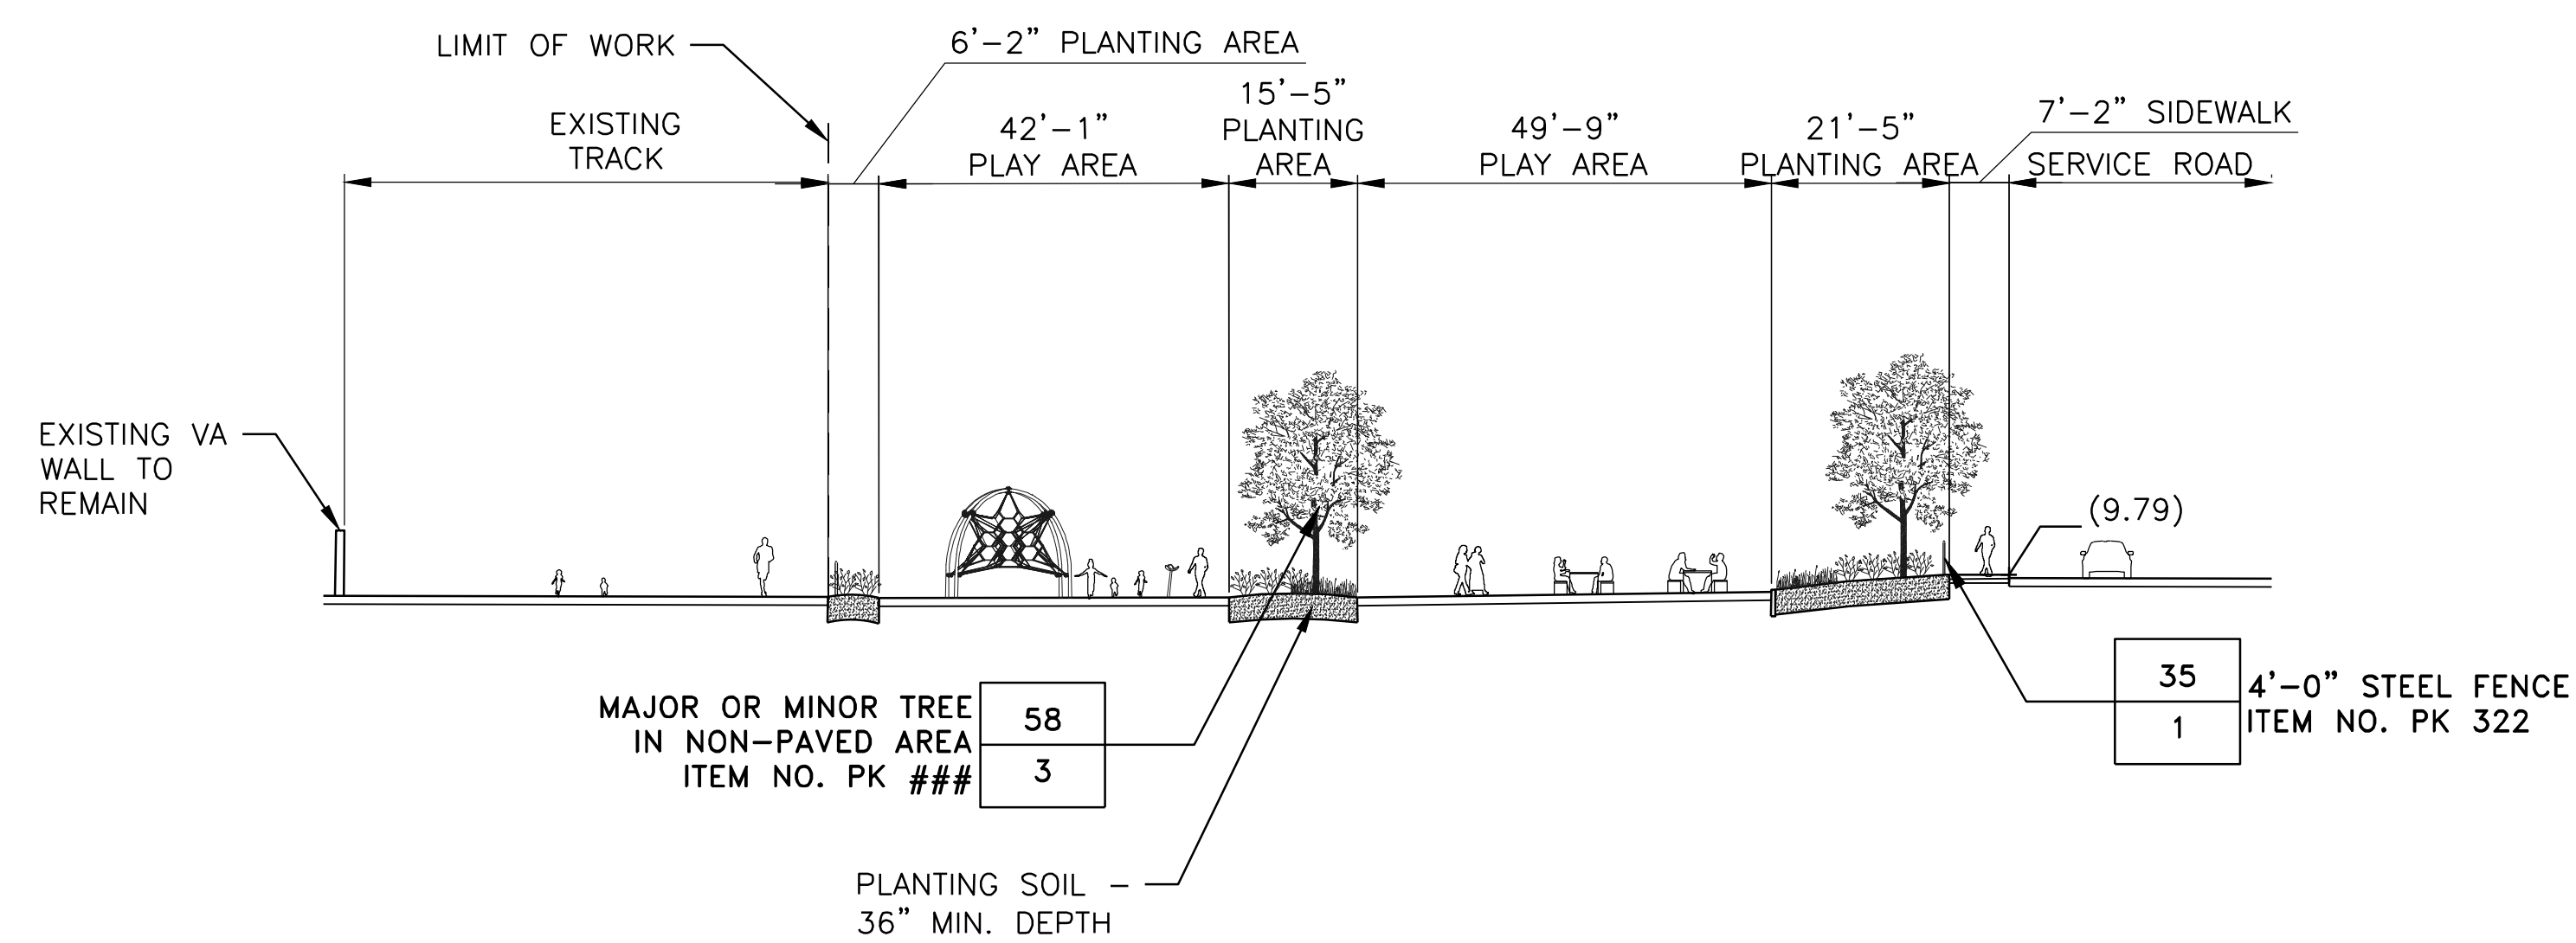 LIMIT OF WORK
6'-2" PLANTING AREA
EXISTING
TRACK
42'-1"
PLAY AREA
15'-5"
PLANTING
AREA
49'-9"
PLAY AREA
21'-5"
PLANTING AREA
7'-2" SIDEWALK
SERVICE ROAD
EXISTING VA
WALL TO
REMAIN
(9.79)
MAJOR OR MINOR TREE
IN NON-PAVED AREA
ITEM NO. PK ###
58
3
35
1
4'-0" STEEL FENCE
ITEM NO. PK 322
PLANTING SOIL -
36" MIN. DEPTH